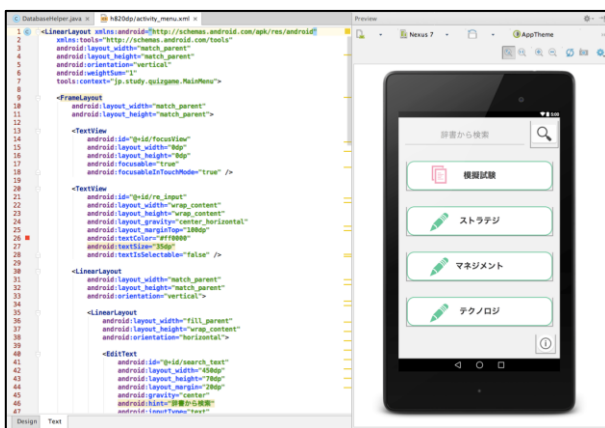 DatabaseHelper.java × h820dp/activity_menu.xml ×
Preview
Nexus 7 AppTheme
1 <LinearLayout xmlns:android="http://schemas.android.com/apk/res/android"
2 xmlns:tools="http://schemas.android.com/tools"
3 android:layout_width="match_parent"
4 android:layout_height="match_parent"
5 android:orientation="vertical"
6 android:weightSum="1"
7 tools:context="jp.study.quizgame.MainMenu">
8
9 <FrameLayout
10 android:layout_width="match_parent"
11 android:layout_height="match_parent">
12
13 <TextView
14 android:id="@+id/focusView"
15 android:layout_width="0dp"
16 android:layout_height="0dp"
17 android:focusable="true"
18 android:focusableInTouchMode="true" />
19
20 <TextView
21 android:id="@+id/re_input"
22 android:layout_width="wrap_content"
23 android:layout_height="wrap_content"
24 android:layout_gravity="center_horizontal"
25 android:layout_marginTop="100dp"
26 android:textColor="#ff0000"
27 android:textSize="35dp"
28 android:textIsSelectable="false" />
29
30 <LinearLayout
31 android:layout_width="match_parent"
32 android:layout_height="match_parent"
33 android:orientation="vertical">
34
35 <LinearLayout
36 android:layout_width="fill_parent"
37 android:layout_height="wrap_content"
38 android:orientation="horizontal">
39
40 <EditText
41 android:id="@+id/search_text"
42 android:layout_width="450dp"
43 android:layout_height="70dp"
44 android:layout_margin="20dp"
45 android:gravity="center"
46 android:hint="辞書から検索"
47 android:inputType="text"
Design Text
5:00
辞書から検索
模擬試験
ストラテジ
マネジメント
テクノロジ